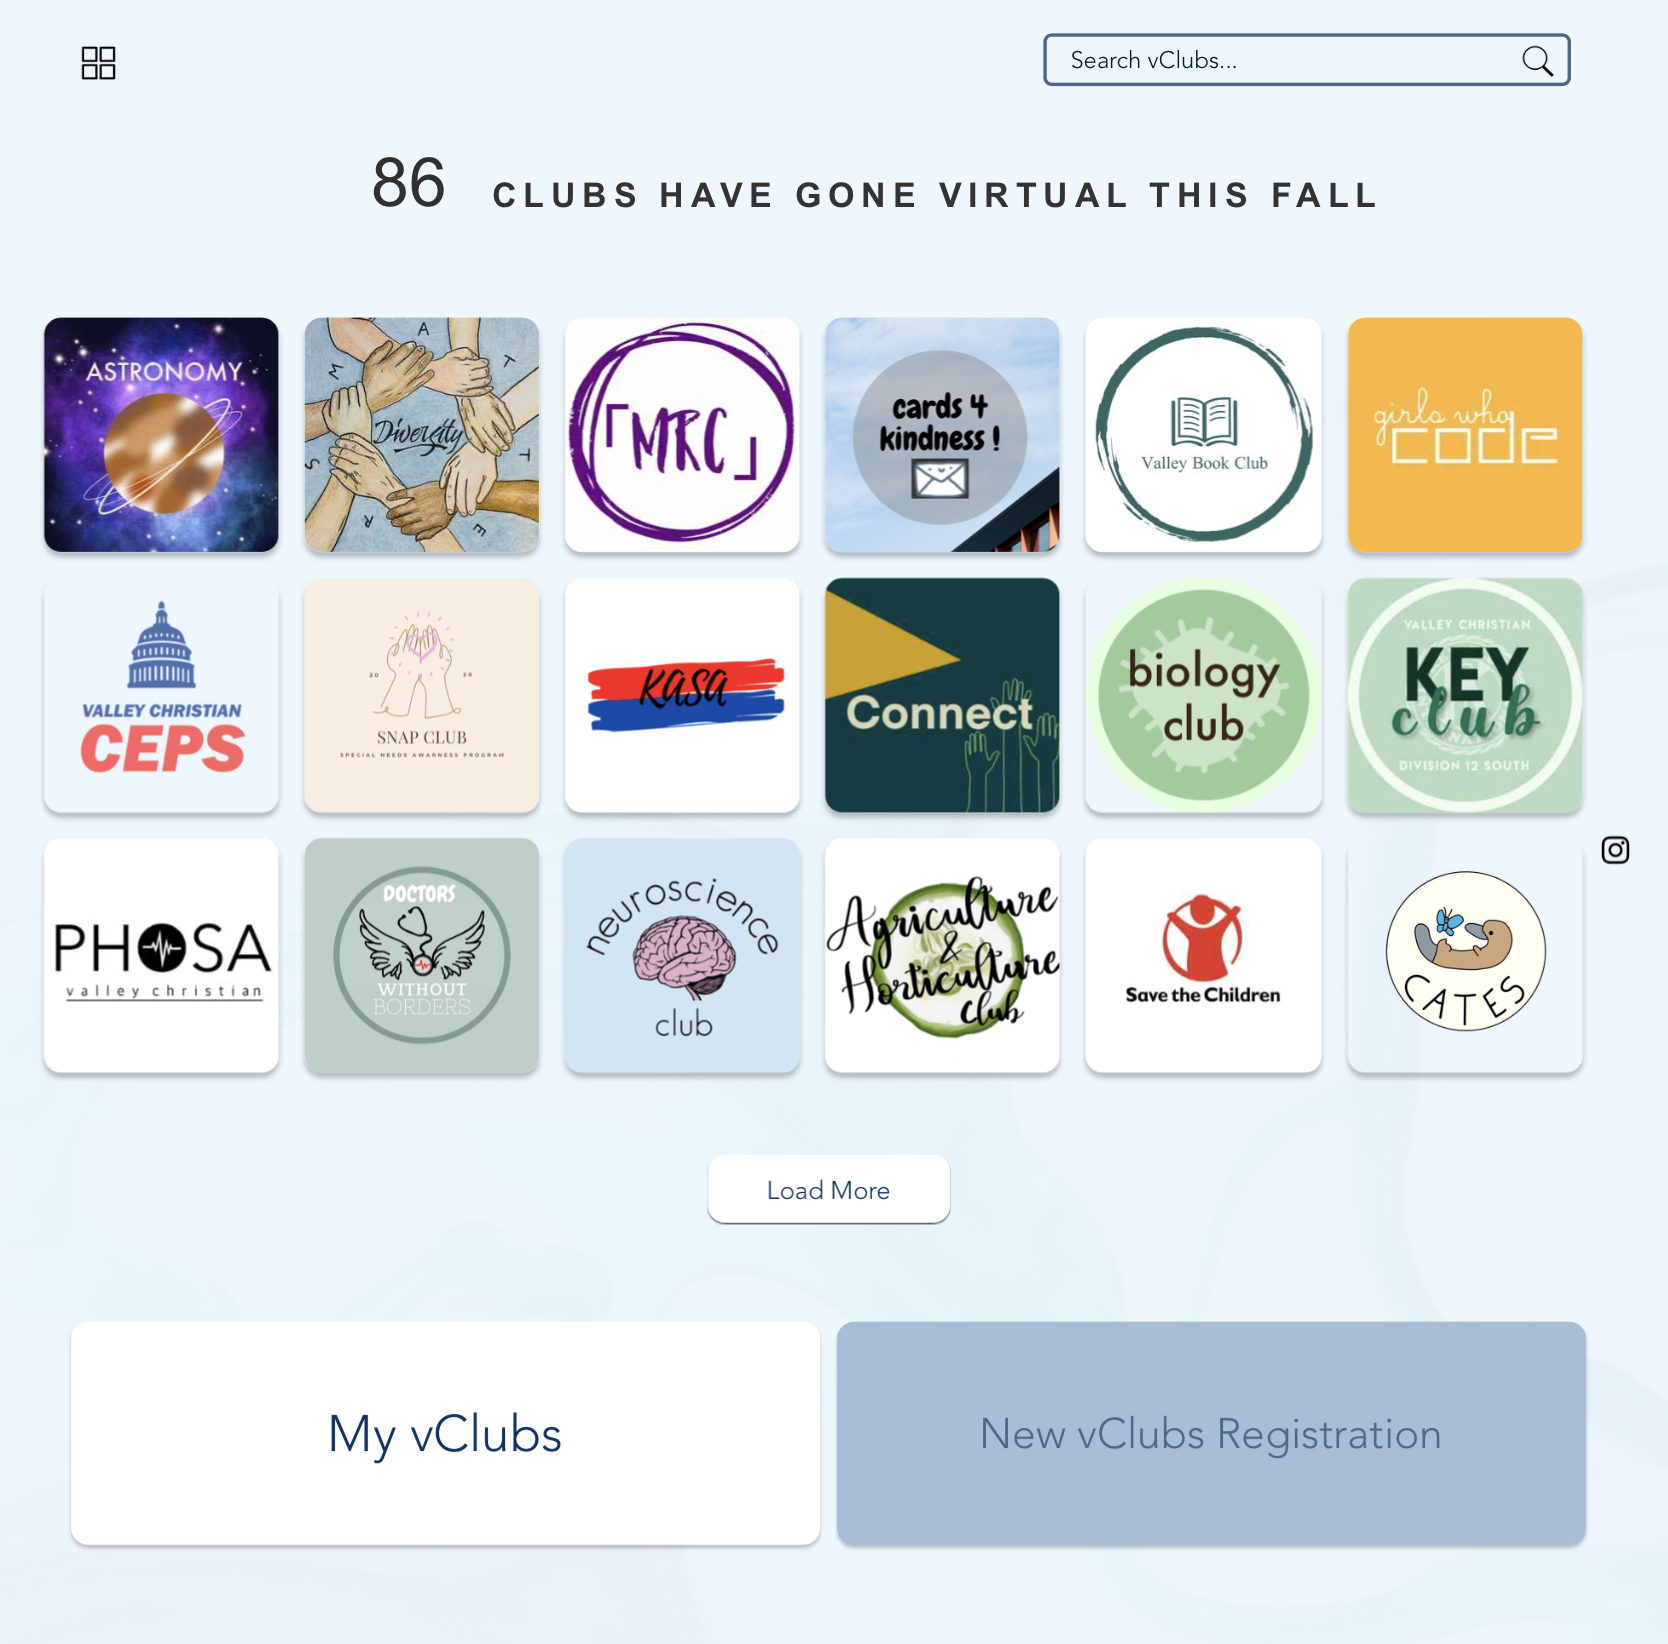 Search vClubs...
86 CLUBS HAVE GONE VIRTUAL THIS FALL
ASTRONOMY
Diversity
MATTERS
「MRC」
cards 4
kindness !
Valley Book Club
girls who
CODE
VALLEY CHRISTIAN
CEPS
20 20
SNAP CLUB
SPECIAL NEEDS AWARNESS PROGRAM
KASA
Connect
biology
club
VALLEY CHRISTIAN
KEY
club
DIVISION 12 SOUTH
PHOSA
valley christian
DOCTORS
WITHOUT
BORDERS
neuroscience
club
Agriculture
&
Horticulture
Club
Save the Children
CATES
Load More
My vClubs
New vClubs Registration